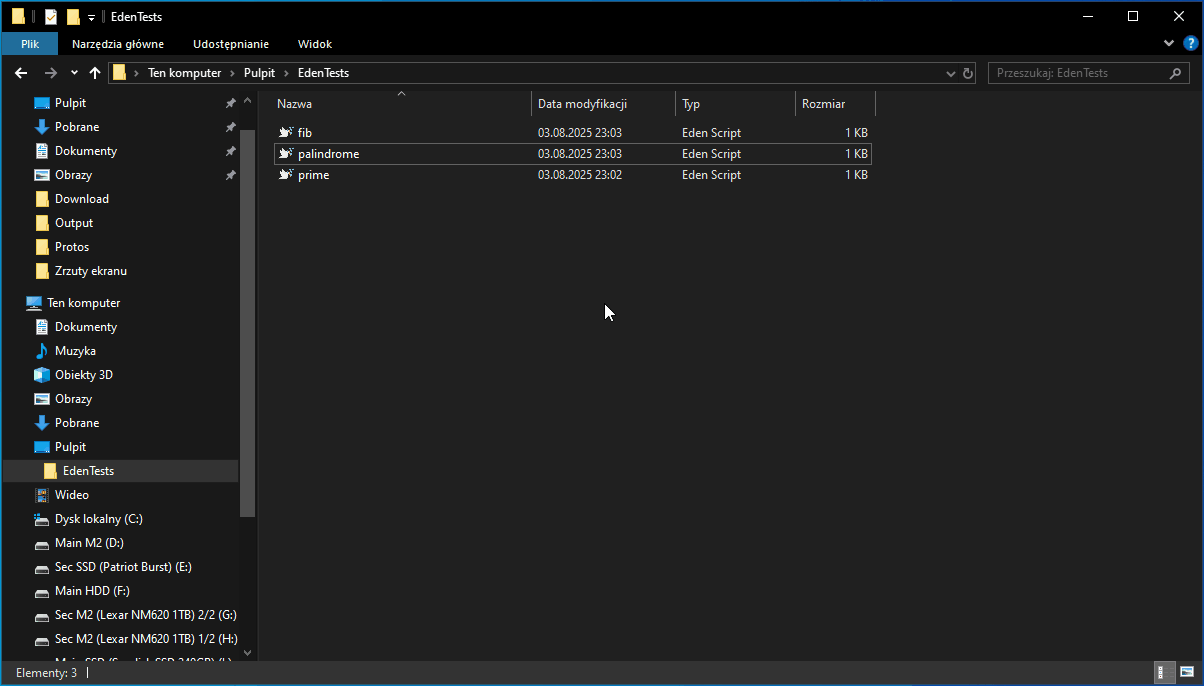 EdenTests
Plik Narzędzia główne Udostępnianie Widok ?
Ten komputer Pulpit EdenTests Przeszukaj: EdenTests
Pulpit
Pobrane
Dokumenty
Obrazy
Download
Output
Protos
Zrzuty ekranu
Ten komputer
Dokumenty
Muzyka
Obiekty 3D
Obrazy
Pobrane
Pulpit
EdenTests
Wideo
Dysk lokalny (C:)
Main M2 (D:)
Sec SSD (Patriot Burst) (E:)
Main HDD (F:)
Sec M2 (Lexar NM620 1TB) 2/2 (G:)
Sec M2 (Lexar NM620 1TB) 1/2 (H:)
Nazwa Data modyfikacji Typ Rozmiar
fib 03.08.2025 23:03 Eden Script 1 KB
palindrome 03.08.2025 23:03 Eden Script 1 KB
prime 03.08.2025 23:02 Eden Script 1 KB
Elementy: 3